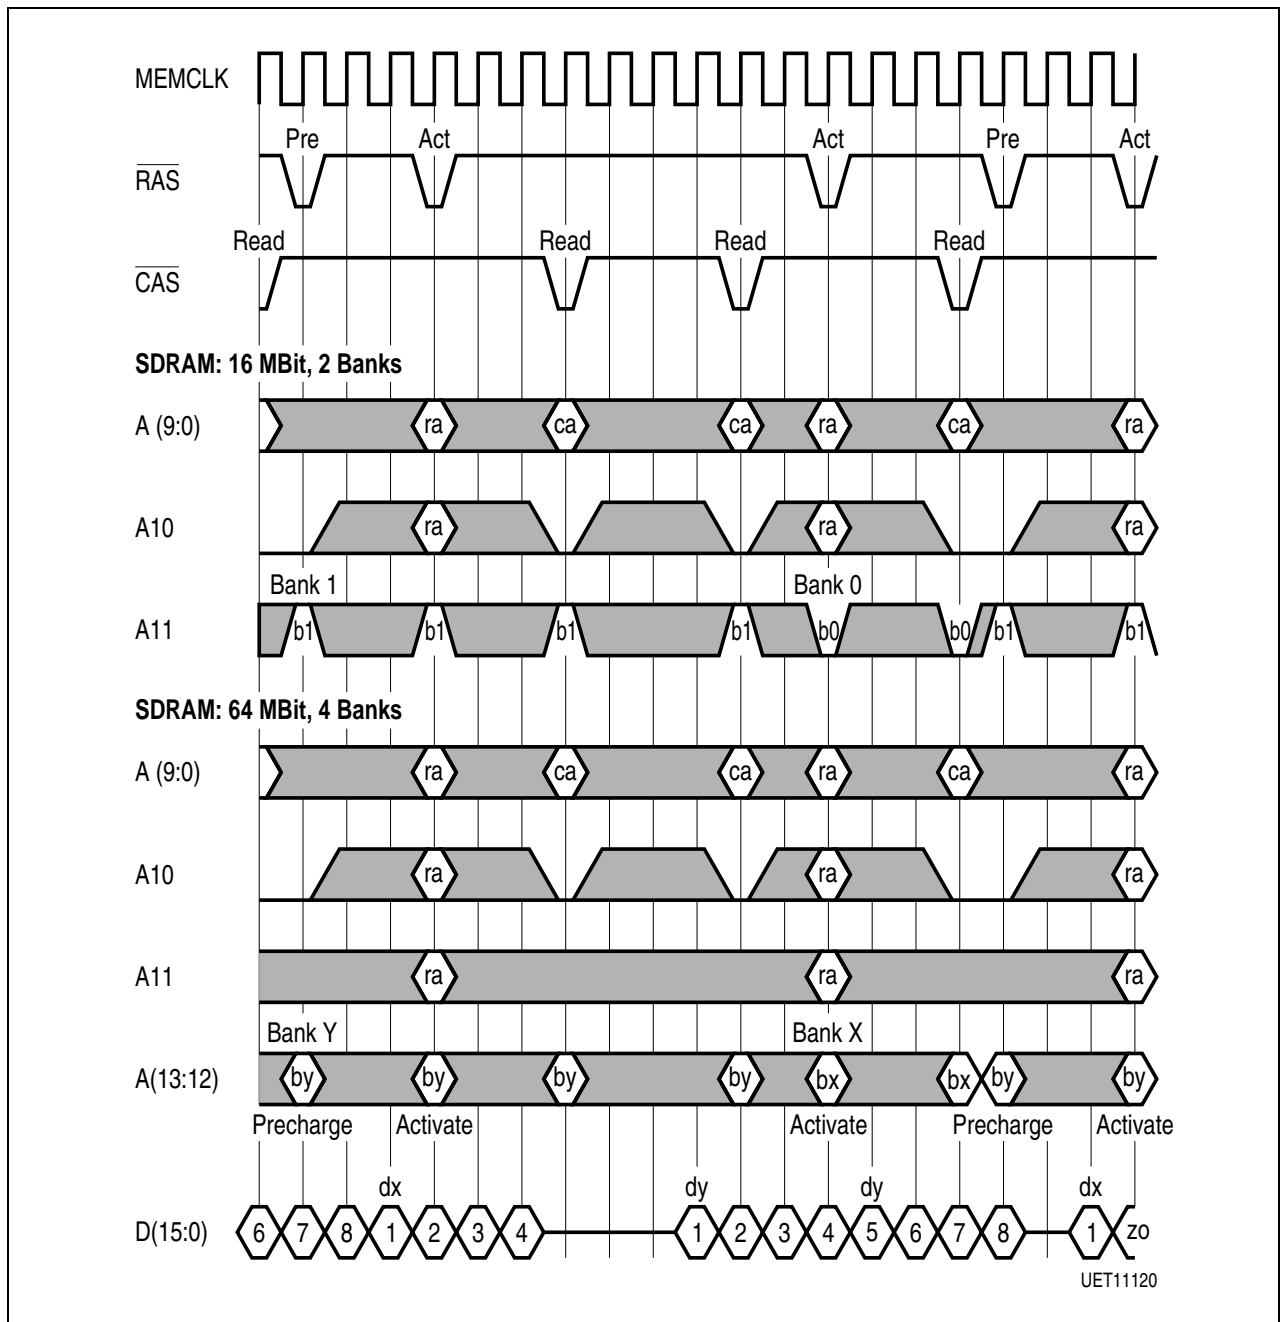 MEMCLK
Pre Act Act Pre Act
RAS
Read Read Read Read
CAS
SDRAM: 16 MBit, 2 Banks
A (9:0) ra ca ca ra ca ra
A10 ra ra ra
Bank 1 Bank 0
A11 b1 b1 b1 b1 b0 b0 b1 b1
SDRAM: 64 MBit, 4 Banks
A (9:0) ra ca ca ra ca ra
A10 ra ra ra
A11 ra ra ra
Bank Y Bank X
A(13:12) by by by by bx bx by by
Precharge Activate Activate Precharge Activate
dx dy dy dx
D(15:0) 6 7 8 1 2 3 4 1 2 3 4 5 6 7 8 1 zo
UET11120